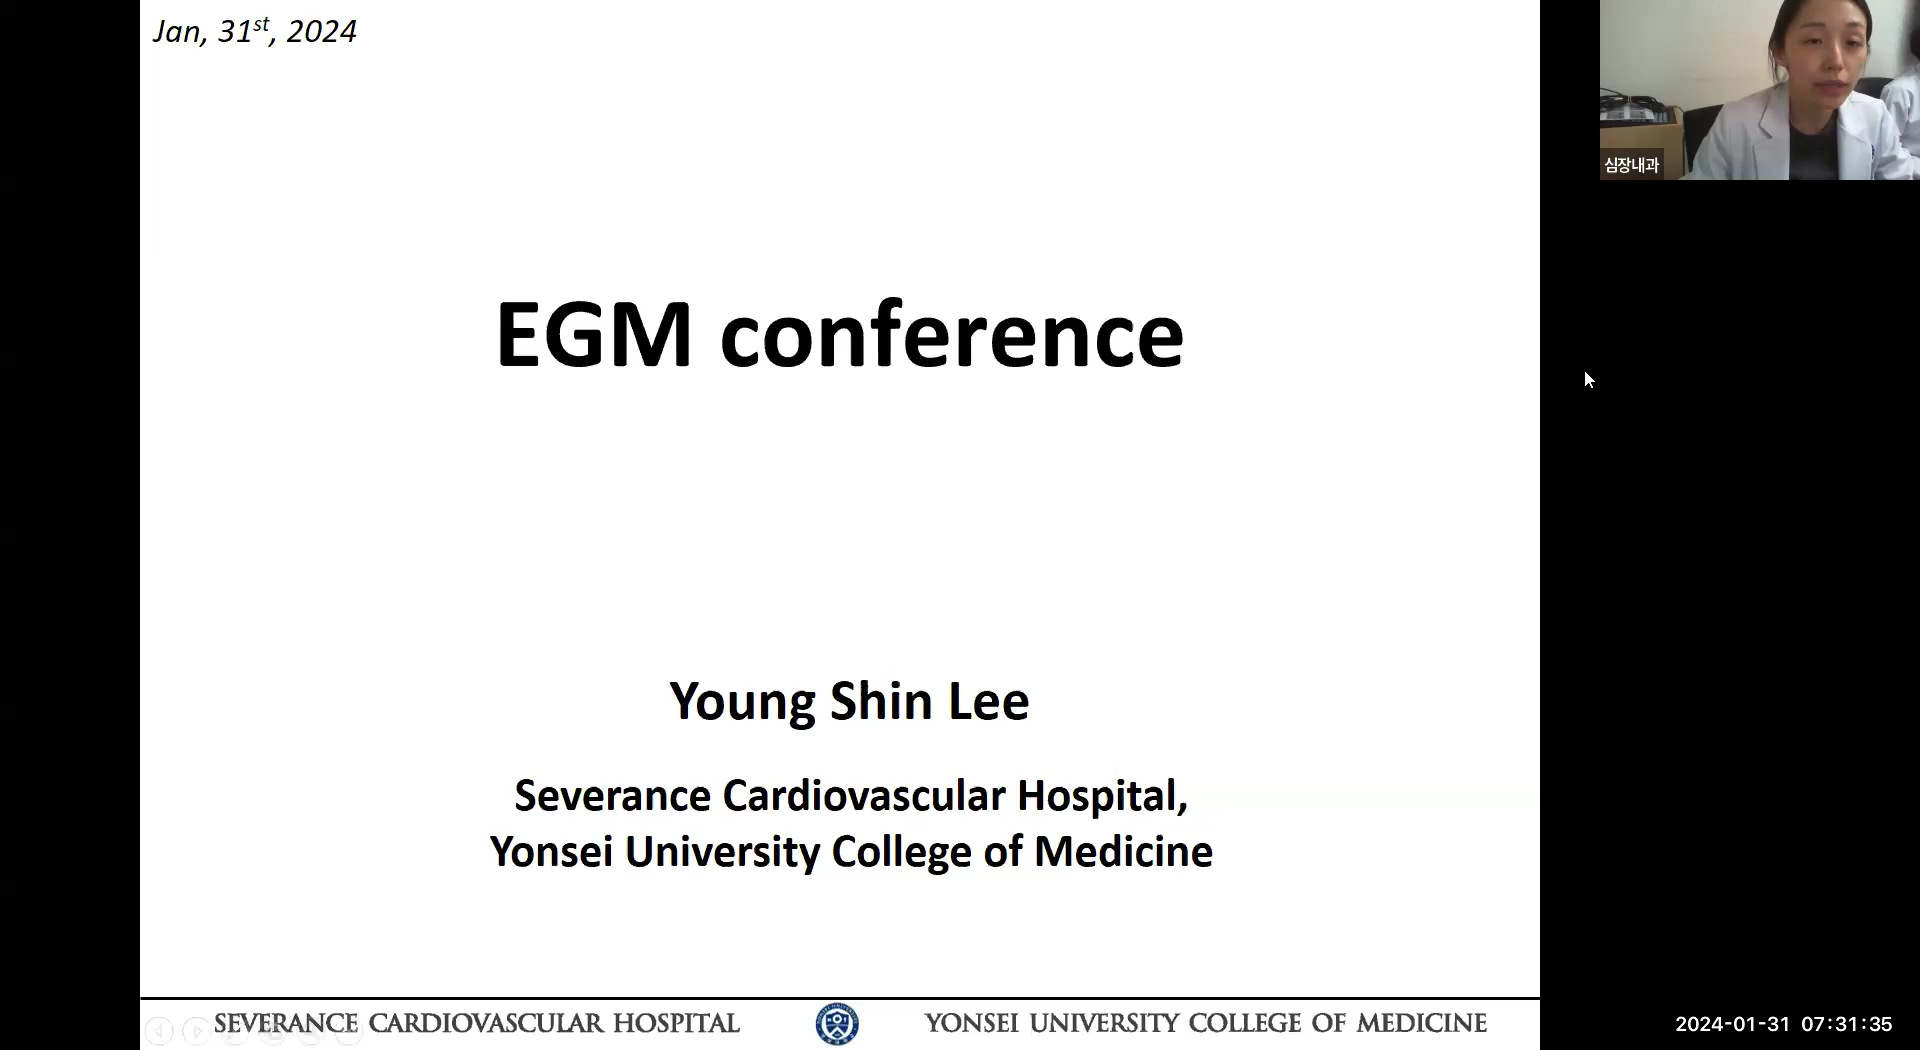 Jan, 31st, 2024
심장내과
EGM conference
Young Shin Lee
Severance Cardiovascular Hospital,
Yonsei University College of Medicine
SEVERANCE CARDIOVASCULAR HOSPITAL
YONSEI UNIVERSITY COLLEGE OF MEDICINE
2024-01-31 07:31:35